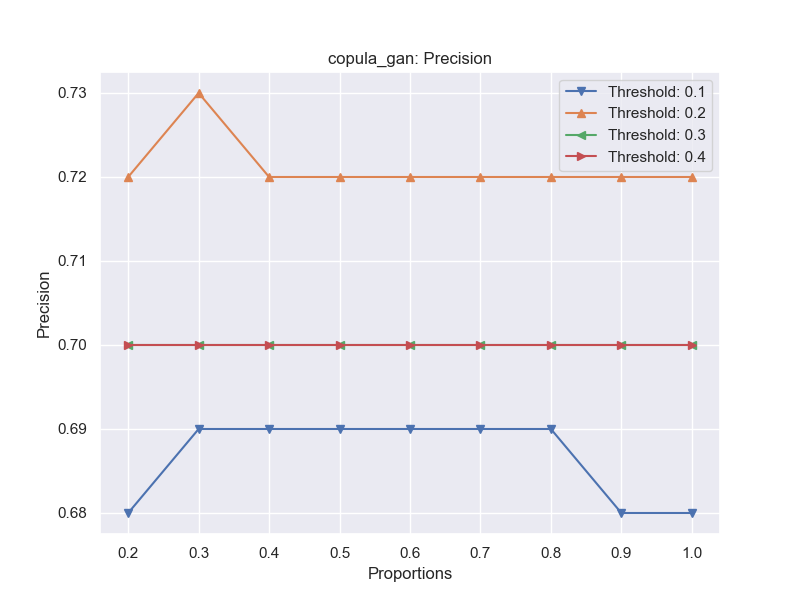 copula_gan: Precision
Threshold: 0.1
Threshold: 0.2
Threshold: 0.3
Threshold: 0.4
Precision
0.73
0.72
0.71
0.70
0.69
0.68
0.2 0.3 0.4 0.5 0.6 0.7 0.8 0.9 1.0
Proportions